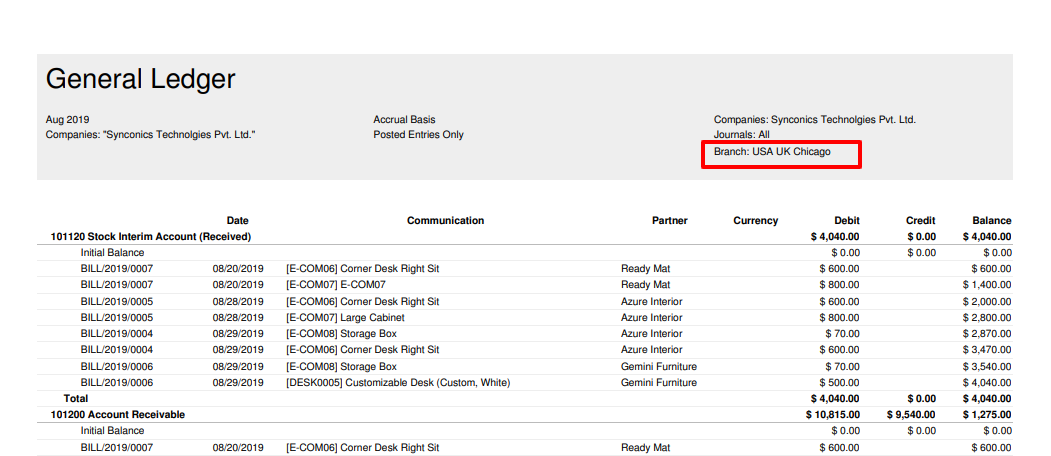 General Ledger
Aug 2019 Accrual Basis Companies: Synconics Technolgies Pvt. Ltd.
Companies: "Synconics Technolgies Pvt. Ltd." Posted Entries Only Journals: All
Branch: USA UK Chicago
Date Communication Partner Currency Debit Credit Balance
101120 Stock Interim Account (Received) $ 4,040.00 $ 0.00 $ 4,040.00
Initial Balance $ 0.00 $ 0.00 $ 0.00
BILL/2019/0007 08/20/2019 [E-COM06] Corner Desk Right Sit Ready Mat $ 600.00 $ 600.00
BILL/2019/0007 08/20/2019 [E-COM07] E-COM07 Ready Mat $ 800.00 $ 1,400.00
BILL/2019/0005 08/28/2019 [E-COM06] Corner Desk Right Sit Azure Interior $ 600.00 $ 2,000.00
BILL/2019/0005 08/28/2019 [E-COM07] Large Cabinet Azure Interior $ 800.00 $ 2,800.00
BILL/2019/0004 08/29/2019 [E-COM08] Storage Box Azure Interior $ 70.00 $ 2,870.00
BILL/2019/0004 08/29/2019 [E-COM06] Corner Desk Right Sit Azure Interior $ 600.00 $ 3,470.00
BILL/2019/0006 08/29/2019 [E-COM08] Storage Box Gemini Furniture $ 70.00 $ 3,540.00
BILL/2019/0006 08/29/2019 [DESK0005] Customizable Desk (Custom, White) Gemini Furniture $ 500.00 $ 4,040.00
Total $ 4,040.00 $ 0.00 $ 4,040.00
101200 Account Receivable $ 10,815.00 $ 9,540.00 $ 1,275.00
Initial Balance $ 0.00 $ 0.00 $ 0.00
BILL/2019/0007 08/20/2019 [E-COM06] Corner Desk Right Sit Ready Mat $ 600.00 $ 600.00